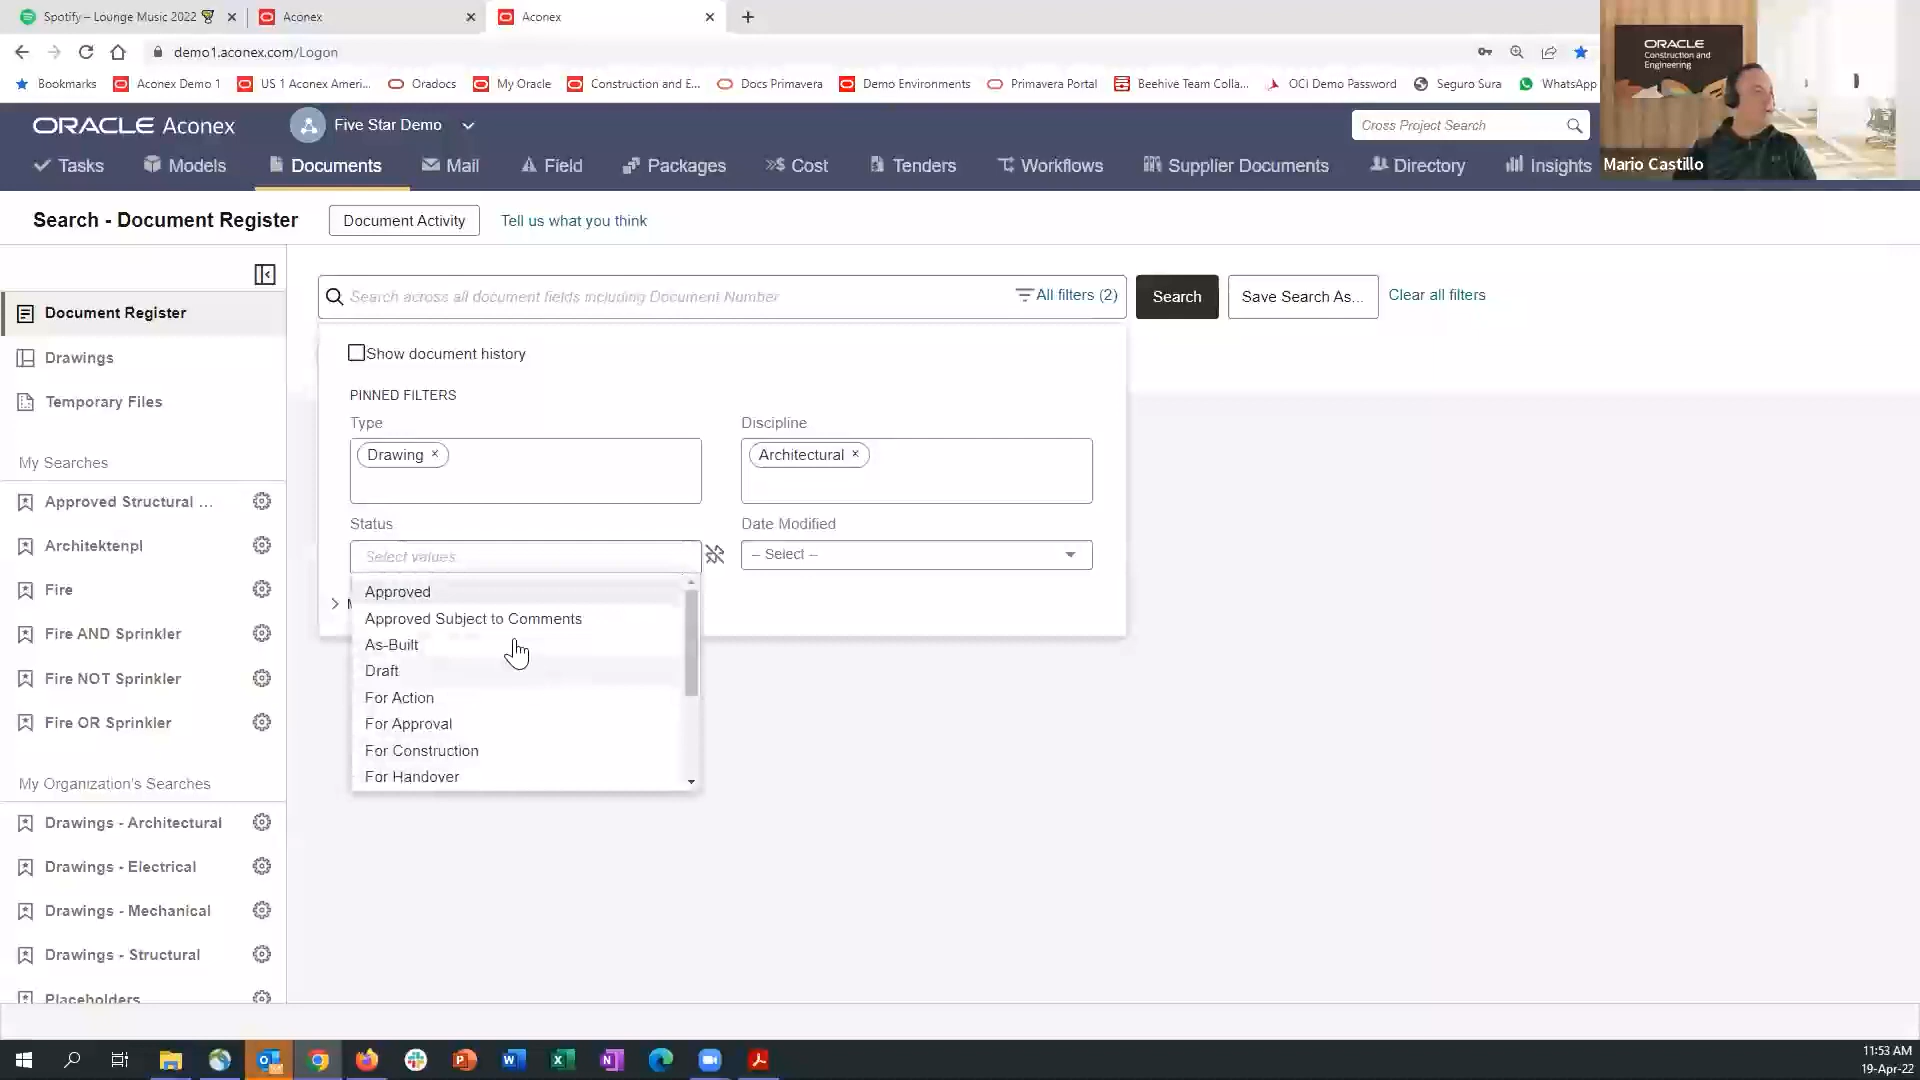 Spotify – Lounge Music 2022
Aconex
Aconex
demo1.aconex.com/Logon
Bookmarks
Aconex Demo 1
US 1 Aconex Ameri...
Oradocs
My Oracle
Construction and E...
Docs Primavera
Demo Environments
Primavera Portal
Beehive Team Colla...
OCI Demo Password
Seguro Sura
WhatsApp
ORACLE
Construction and
Engineering
Mario Castillo
ORACLE Aconex
Five Star Demo
Cross Project Search
Tasks
Models
Documents
Mail
Field
Packages
Cost
Tenders
Workflows
Supplier Documents
Directory
Insights
Search - Document Register
Document Activity
Tell us what you think
Document Register
Drawings
Temporary Files
My Searches
Approved Structural ...
Architektenpl
Fire
Fire AND Sprinkler
Fire NOT Sprinkler
Fire OR Sprinkler
My Organization's Searches
Drawings - Architectural
Drawings - Electrical
Drawings - Mechanical
Drawings - Structural
Placeholders
Search across all document fields including Document Number
All filters (2)
Search
Save Search As...
Clear all filters
Show document history
PINNED FILTERS
Type
Discipline
Drawing ×
Architectural ×
Status
Date Modified
Select values
– Select –
Approved
Approved Subject to Comments
As-Built
Draft
For Action
For Approval
For Construction
For Handover
11:53 AM
19-Apr-22